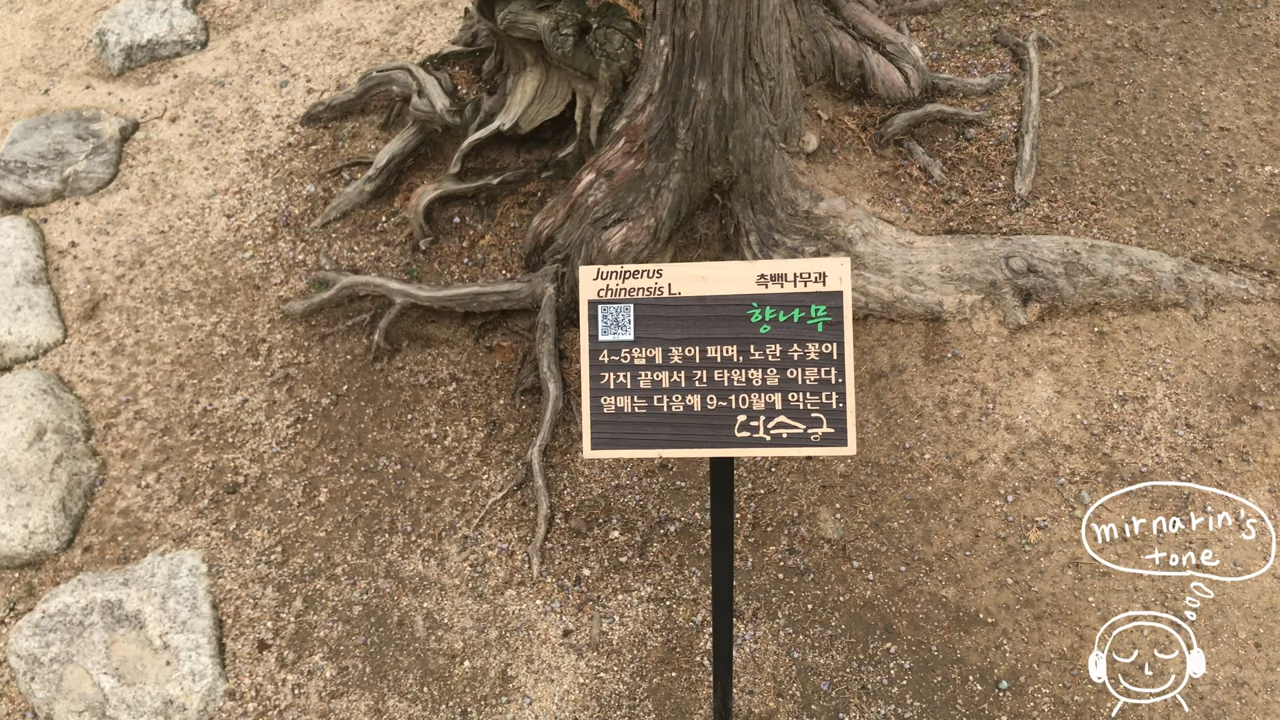 Juniperus
chinensis L.
측백나무과
향나무
4~5월에 꽃이 피며, 노란 수꽃이
가지 끝에서 긴 타원형을 이룬다.
열매는 다음해 9~10월에 익는다.
덕수궁
mirnarin's
tone